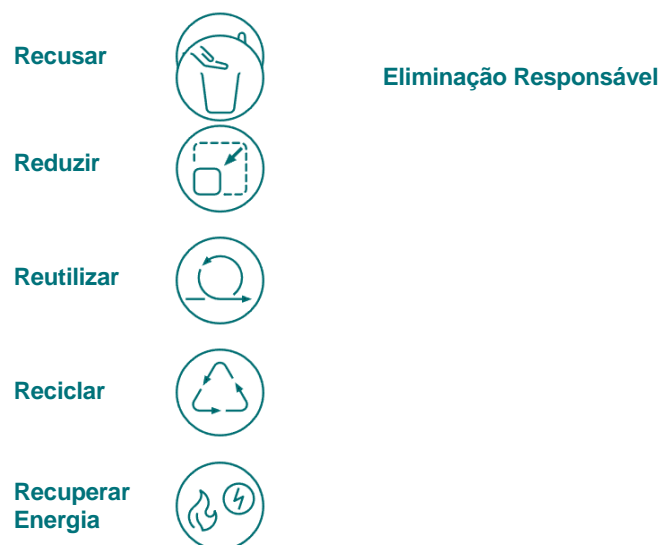 Recusar
Eliminação Responsável
Reduzir
Reutilizar
Reciclar
Recuperar
Energia